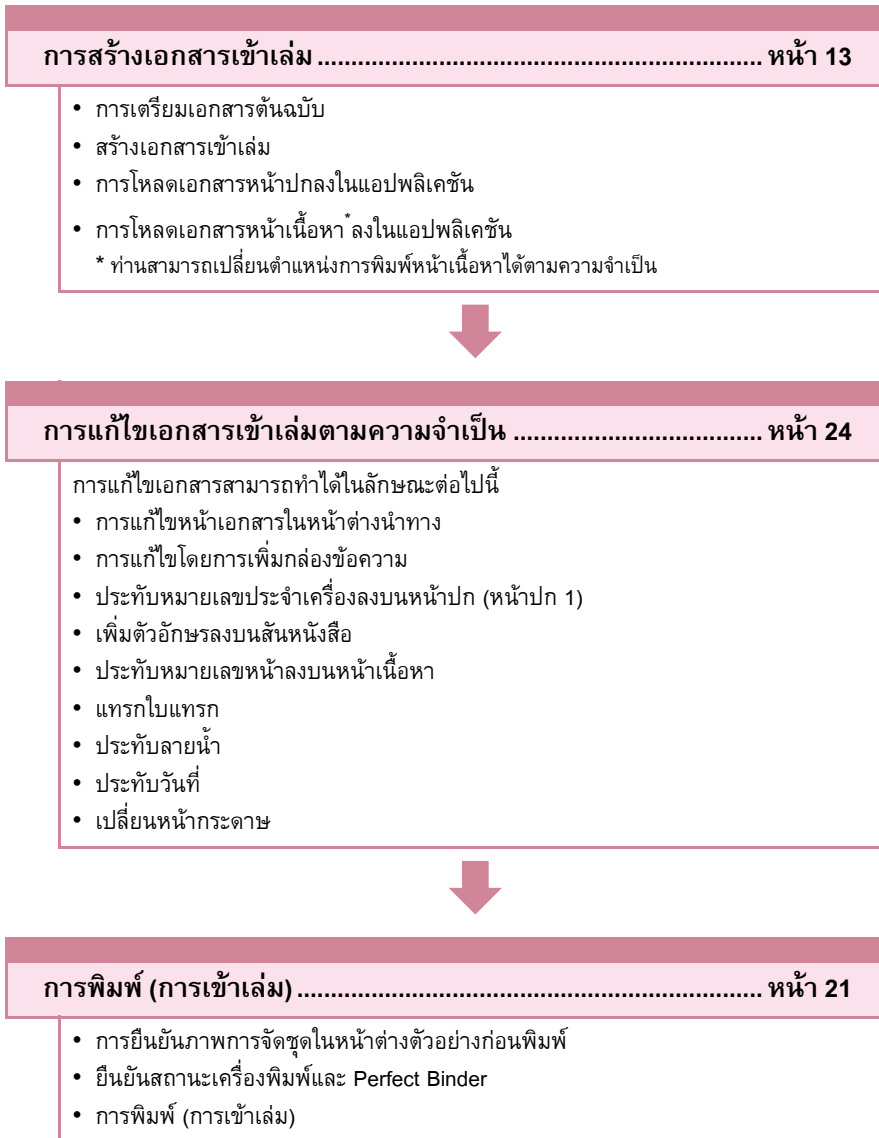 การสร้างเอกสารเข้าเล่ม .................................................................. หน้า 13
• การเตรียมเอกสารต้นฉบับ
• สร้างเอกสารเข้าเล่ม
• การโหลดเอกสารหน้าปกลงในแอปพลิเคชัน
• การโหลดเอกสารหน้าเนื้อหา*ลงในแอปพลิเคชัน
* ท่านสามารถเปลี่ยนตำแหน่งการพิมพ์หน้าเนื้อหาได้ตามความจำเป็น
การแก้ไขเอกสารเข้าเล่มตามความจำเป็น ..................................... หน้า 24
การแก้ไขเอกสารสามารถทำได้ในลักษณะต่อไปนี้
• การแก้ไขหน้าเอกสารในหน้าต่างนำทาง
• การแก้ไขโดยการเพิ่มกล่องข้อความ
• ประทับหมายเลขประจำเครื่องลงบนหน้าปก (หน้าปก 1)
• เพิ่มตัวอักษรลงบนสันหนังสือ
• ประทับหมายเลขหน้าลงบนหน้าเนื้อหา
• แทรกใบแทรก
• ประทับลายน้ำ
• ประทับวันที่
• เปลี่ยนหน้ากระดาษ
การพิมพ์ (การเข้าเล่ม) ..................................................................... หน้า 21
• การยืนยันภาพการจัดชุดในหน้าต่างตัวอย่างก่อนพิมพ์
• ยืนยันสถานะเครื่องพิมพ์และ Perfect Binder
• การพิมพ์ (การเข้าเล่ม)